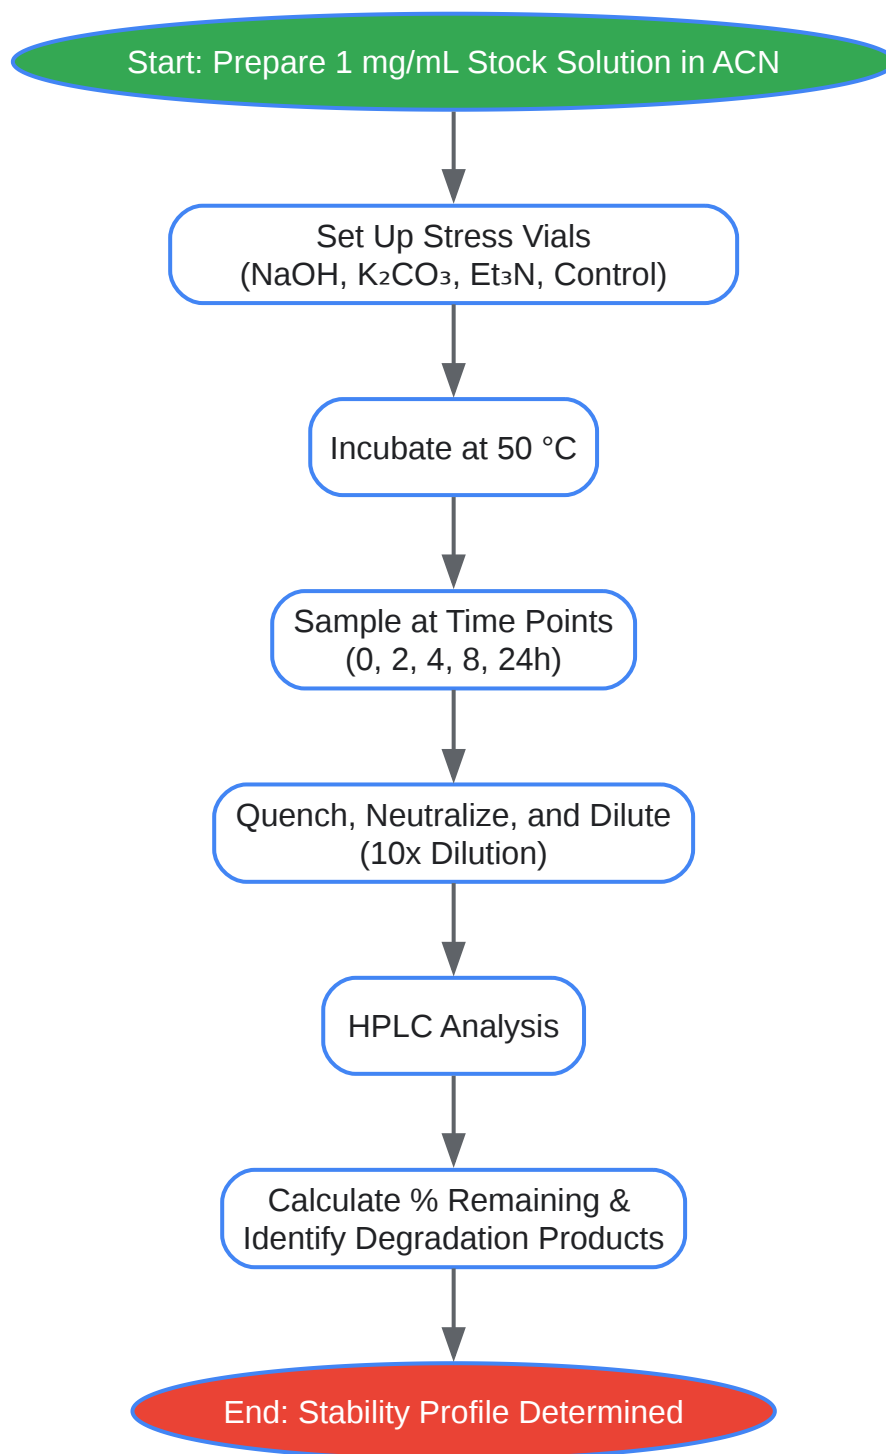 Start: Prepare 1 mg/mL Stock Solution in ACN
Set Up Stress Vials
(NaOH, K₂CO₃, Et₃N, Control)
Incubate at 50 °C
Sample at Time Points
(0, 2, 4, 8, 24h)
Quench, Neutralize, and Dilute
(10x Dilution)
HPLC Analysis
Calculate % Remaining &
Identify Degradation Products
End: Stability Profile Determined